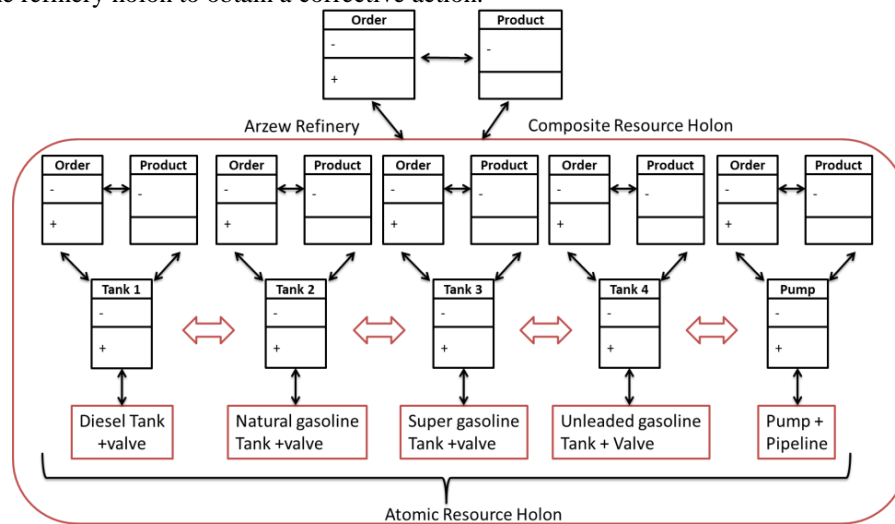 refinery holon to obtain a corrective action.
Order
Product
-
-
+
Arzew Refinery
Composite Resource Holon
Order Product Order Product Order Product Order Product Order Product
- - - - - - - - - -
+ + + + +
Tank 1 Tank 2 Tank 3 Tank 4 Pump
- - - - -
+ + + + +
Diesel Tank Natural gasoline Super gasoline Unleaded gasoline Pump +
+valve Tank +valve Tank +valve Tank + Valve Pipeline
Atomic Resource Holon